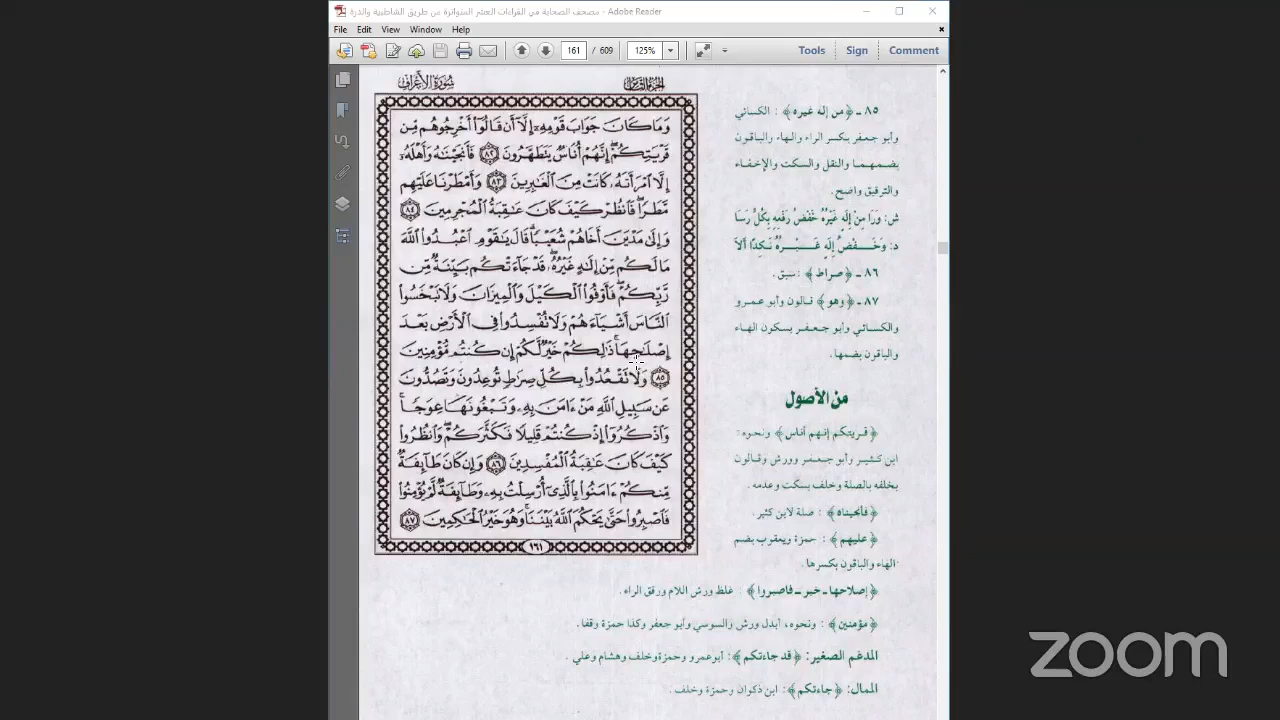 مصحف الصحابة في القراءات العشر المتواترة من طريق الشاطبية والدرة - Adobe Reader
File Edit View Window Help
161 / 609 125% Tools Sign Comment
سورة الأعراف
الجزء الثامن
وَمَا كَانَ جَوَابَ قَوْمِهِۦٓ إِلَّآ أَن قَالُوٓا۟ أَخْرِجُوهُم مِّن
قَرْيَتِكُمْ ۖ إِنَّهُمْ أُنَاسٌ يَتَطَهَّرُونَ ٨٢ فَأَنجَيْنَـٰهُ وَأَهْلَهُۥٓ
إِلَّا ٱمْرَأَتَهُۥ كَانَتْ مِنَ ٱلْغَـٰبِرِينَ ٨٣ وَأَمْطَرْنَا عَلَيْهِم
مَّطَرًا ۖ فَٱنظُرْ كَيْفَ كَانَ عَـٰقِبَةُ ٱلْمُجْرِمِينَ ٨٤
وَإِلَىٰ مَدْيَنَ أَخَاهُمْ شُعَيْبًا ۗ قَالَ يَـٰقَوْمِ ٱعْبُدُوا۟ ٱللَّهَ
مَا لَكُم مِّنْ إِلَـٰهٍ غَيْرُهُۥ ۖ قَدْ جَآءَتْكُم بَيِّنَةٌ مِّن
رَّبِّكُمْ ۖ فَأَوْفُوا۟ ٱلْكَيْلَ وَٱلْمِيزَانَ وَلَا تَبْخَسُوا۟
ٱلنَّاسَ أَشْيَآءَهُمْ وَلَا تُفْسِدُوا۟ فِى ٱلْأَرْضِ بَعْدَ
إِصْلَـٰحِهَا ۚ ذَٰلِكُمْ خَيْرٌ لَّكُمْ إِن كُنتُم مُّؤْمِنِينَ
٨٥ وَلَا تَقْعُدُوا۟ بِكُلِّ صِرَٰطٍ تُوعِدُونَ وَتَصُدُّونَ
عَن سَبِيلِ ٱللَّهِ مَنْ ءَامَنَ بِهِۦ وَتَبْغُونَهَا عِوَجًا ۚ
وَٱذْكُرُوٓا۟ إِذْ كُنتُمْ قَلِيلًا فَكَثَّرَكُمْ ۖ وَٱنظُرُوا۟
كَيْفَ كَانَ عَـٰقِبَةُ ٱلْمُفْسِدِينَ ٨٦ وَإِن كَانَ طَآئِفَةٌ
مِّنكُمْ ءَامَنُوا۟ بِٱلَّذِىٓ أُرْسِلْتُ بِهِۦ وَطَآئِفَةٌ لَّمْ يُؤْمِنُوا۟
فَٱصْبِرُوا۟ حَتَّىٰ يَحْكُمَ ٱللَّهُ بَيْنَنَا ۚ وَهُوَ خَيْرُ ٱلْحَـٰكِمِينَ ٨٧
١٦١
٨٥ ـ ﴿من إله غيره﴾ : الكسائي
وأبو جعفر بكسر الراء والهاء والباقون
بضمهما والنقل والسكت والإخفاء
والترقيق واضح.
ش: وَرَا مِنْ إِلَهٍ غَيْرُهُ خَفْضُ رَفْعِهِ بِكُلٍّ رَسَا
د: وَخَفْضُ إِلَهٍ غَيْرُهُ نَكِدًا أَلَا
٨٦ ـ ﴿صراط﴾ : سبق.
٨٧ ـ ﴿وهو﴾ قالون وأبو عمرو
والكسائي وأبو جعفر بسكون الهاء
والباقون بضمها.
من الأصول
﴿قريتكم إنهم أناس﴾ ونحوه:
ابن كثير وأبو جعفر وورش وقالون
بخلفه بالصلة وخلف بسكت وعدمه.
﴿فأنجيناه﴾ : صلة لابن كثير.
﴿عليهم﴾ : حمزة ويعقوب بضم
الهاء والباقون بكسرها.
﴿إصلاحها ـ خير ـ فاصبروا﴾ : غلظ ورش اللام ورقق الراء.
﴿مؤمنين﴾ : ونحوه، أبدل ورش والسوسي وأبو جعفر وكذا حمزة وقفا.
المدغم الصغير: ﴿قد جاءتكم﴾ : أبو عمرو وحمزة وخلف وهشام وعلي.
الممال: ﴿جاءتكم﴾ : ابن ذكوان وحمزة وخلف.
zoom